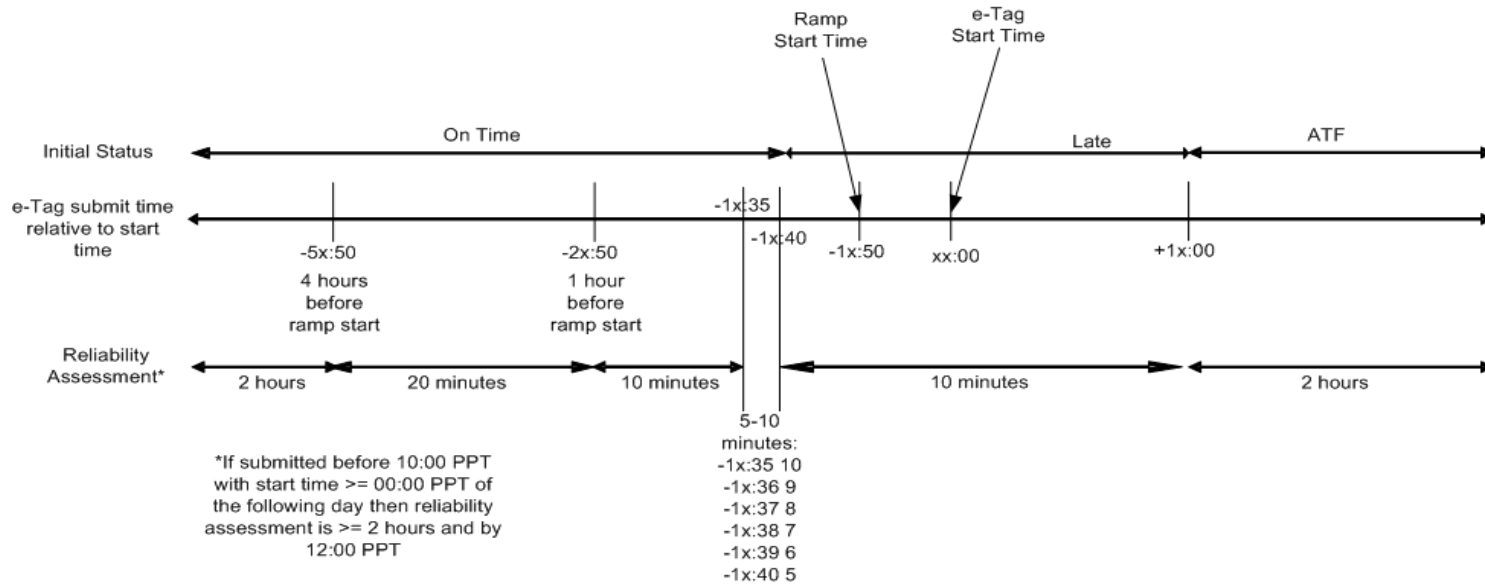 Ramp
Start Time
e-Tag
Start Time
Initial Status
On Time
Late
ATF
e-Tag submit time
relative to start
time
-1x:35
-1x:40
-5x:50
-2x:50
-1x:50
xx:00
+1x:00
4 hours
before
ramp start
1 hour
before
ramp start
Reliability
Assessment*
2 hours
20 minutes
10 minutes
10 minutes
2 hours
5-10
minutes:
-1x:35 10
-1x:36 9
-1x:37 8
-1x:38 7
-1x:39 6
-1x:40 5
*If submitted before 10:00 PPT
with start time >= 00:00 PPT of
the following day then reliability
assessment is >= 2 hours and by
12:00 PPT